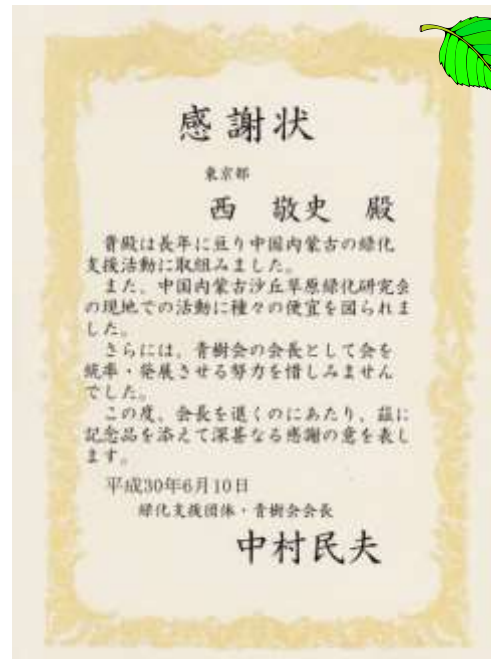 感謝状
東京都
西 敬史 殿
貴殿は長年に亘り中国内蒙古の緑化
支援活動に取組みました。
また、中国内蒙古沙丘草原緑化研究会
の現地での活動に種々の便宜を図られま
した。
さらには、青樹会の会長として会を
統率・発展させる努力を惜しみません
でした。
この度、会長を退くのにあたり、茲に
記念品を添えて深甚なる感謝の意を表し
ます。
平成30年6月10日
緑化支援団体・青樹会会長
中村民夫